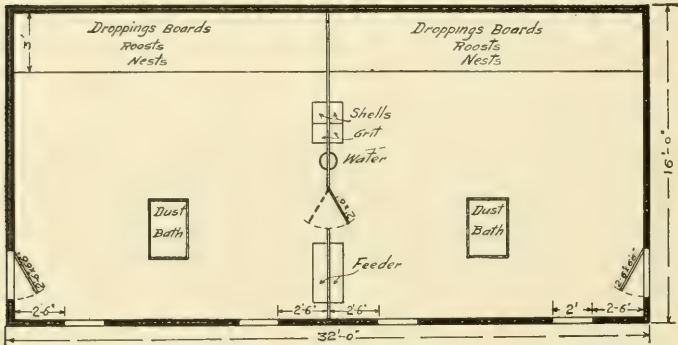 Droppings Boards
Roosts
Nests
Droppings Boards
Roosts
Nests
3'
16'-0"
Shells
Grit
Water
Dust
Bath
Dust
Bath
Feeder
2'-6"
2'-6"
2'-6"
2'
2'-6"
32'-0"